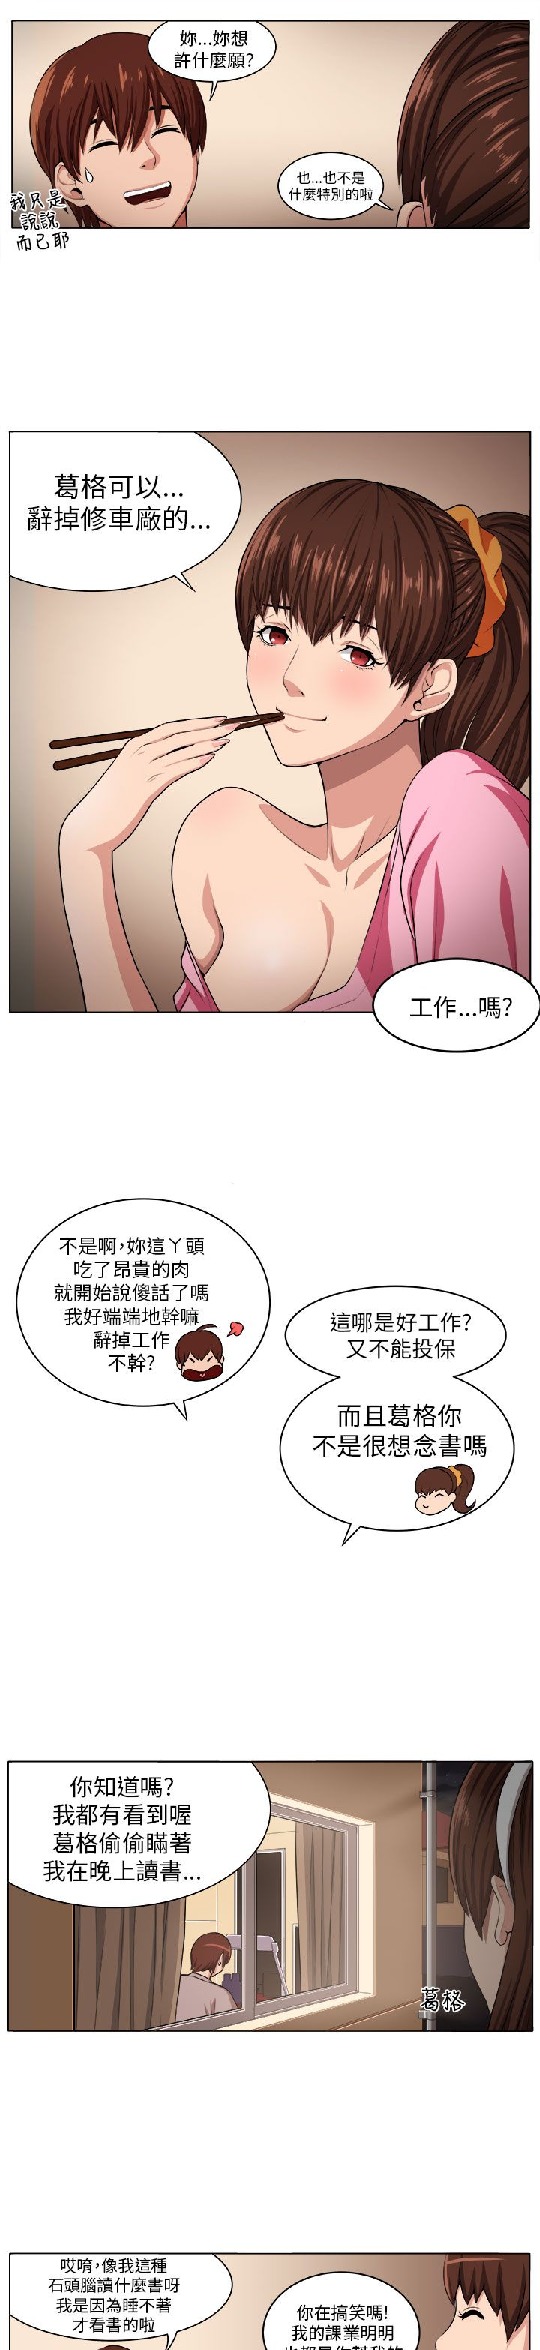 妳...妳想
許什麼願?
也...也不是
什麼特別的啦
我只是
說說
而已耶
葛格可以...
辭掉修車廠的...
工作...嗎?
不是啊,妳這丫頭
吃了昂貴的肉
就開始說傻話了嗎
我好端端地幹嘛
辭掉工作
不幹?
這哪是好工作?
又不能投保
而且葛格你
不是很想念書嗎
你知道嗎?
我都有看到喔
葛格偷偷瞞著
我在晚上讀書...
葛格
哎唷,像我這種
石頭腦讀什麼書呀
我是因為睡不著
才看書的啦
你在搞笑嗎!
我的課業明明